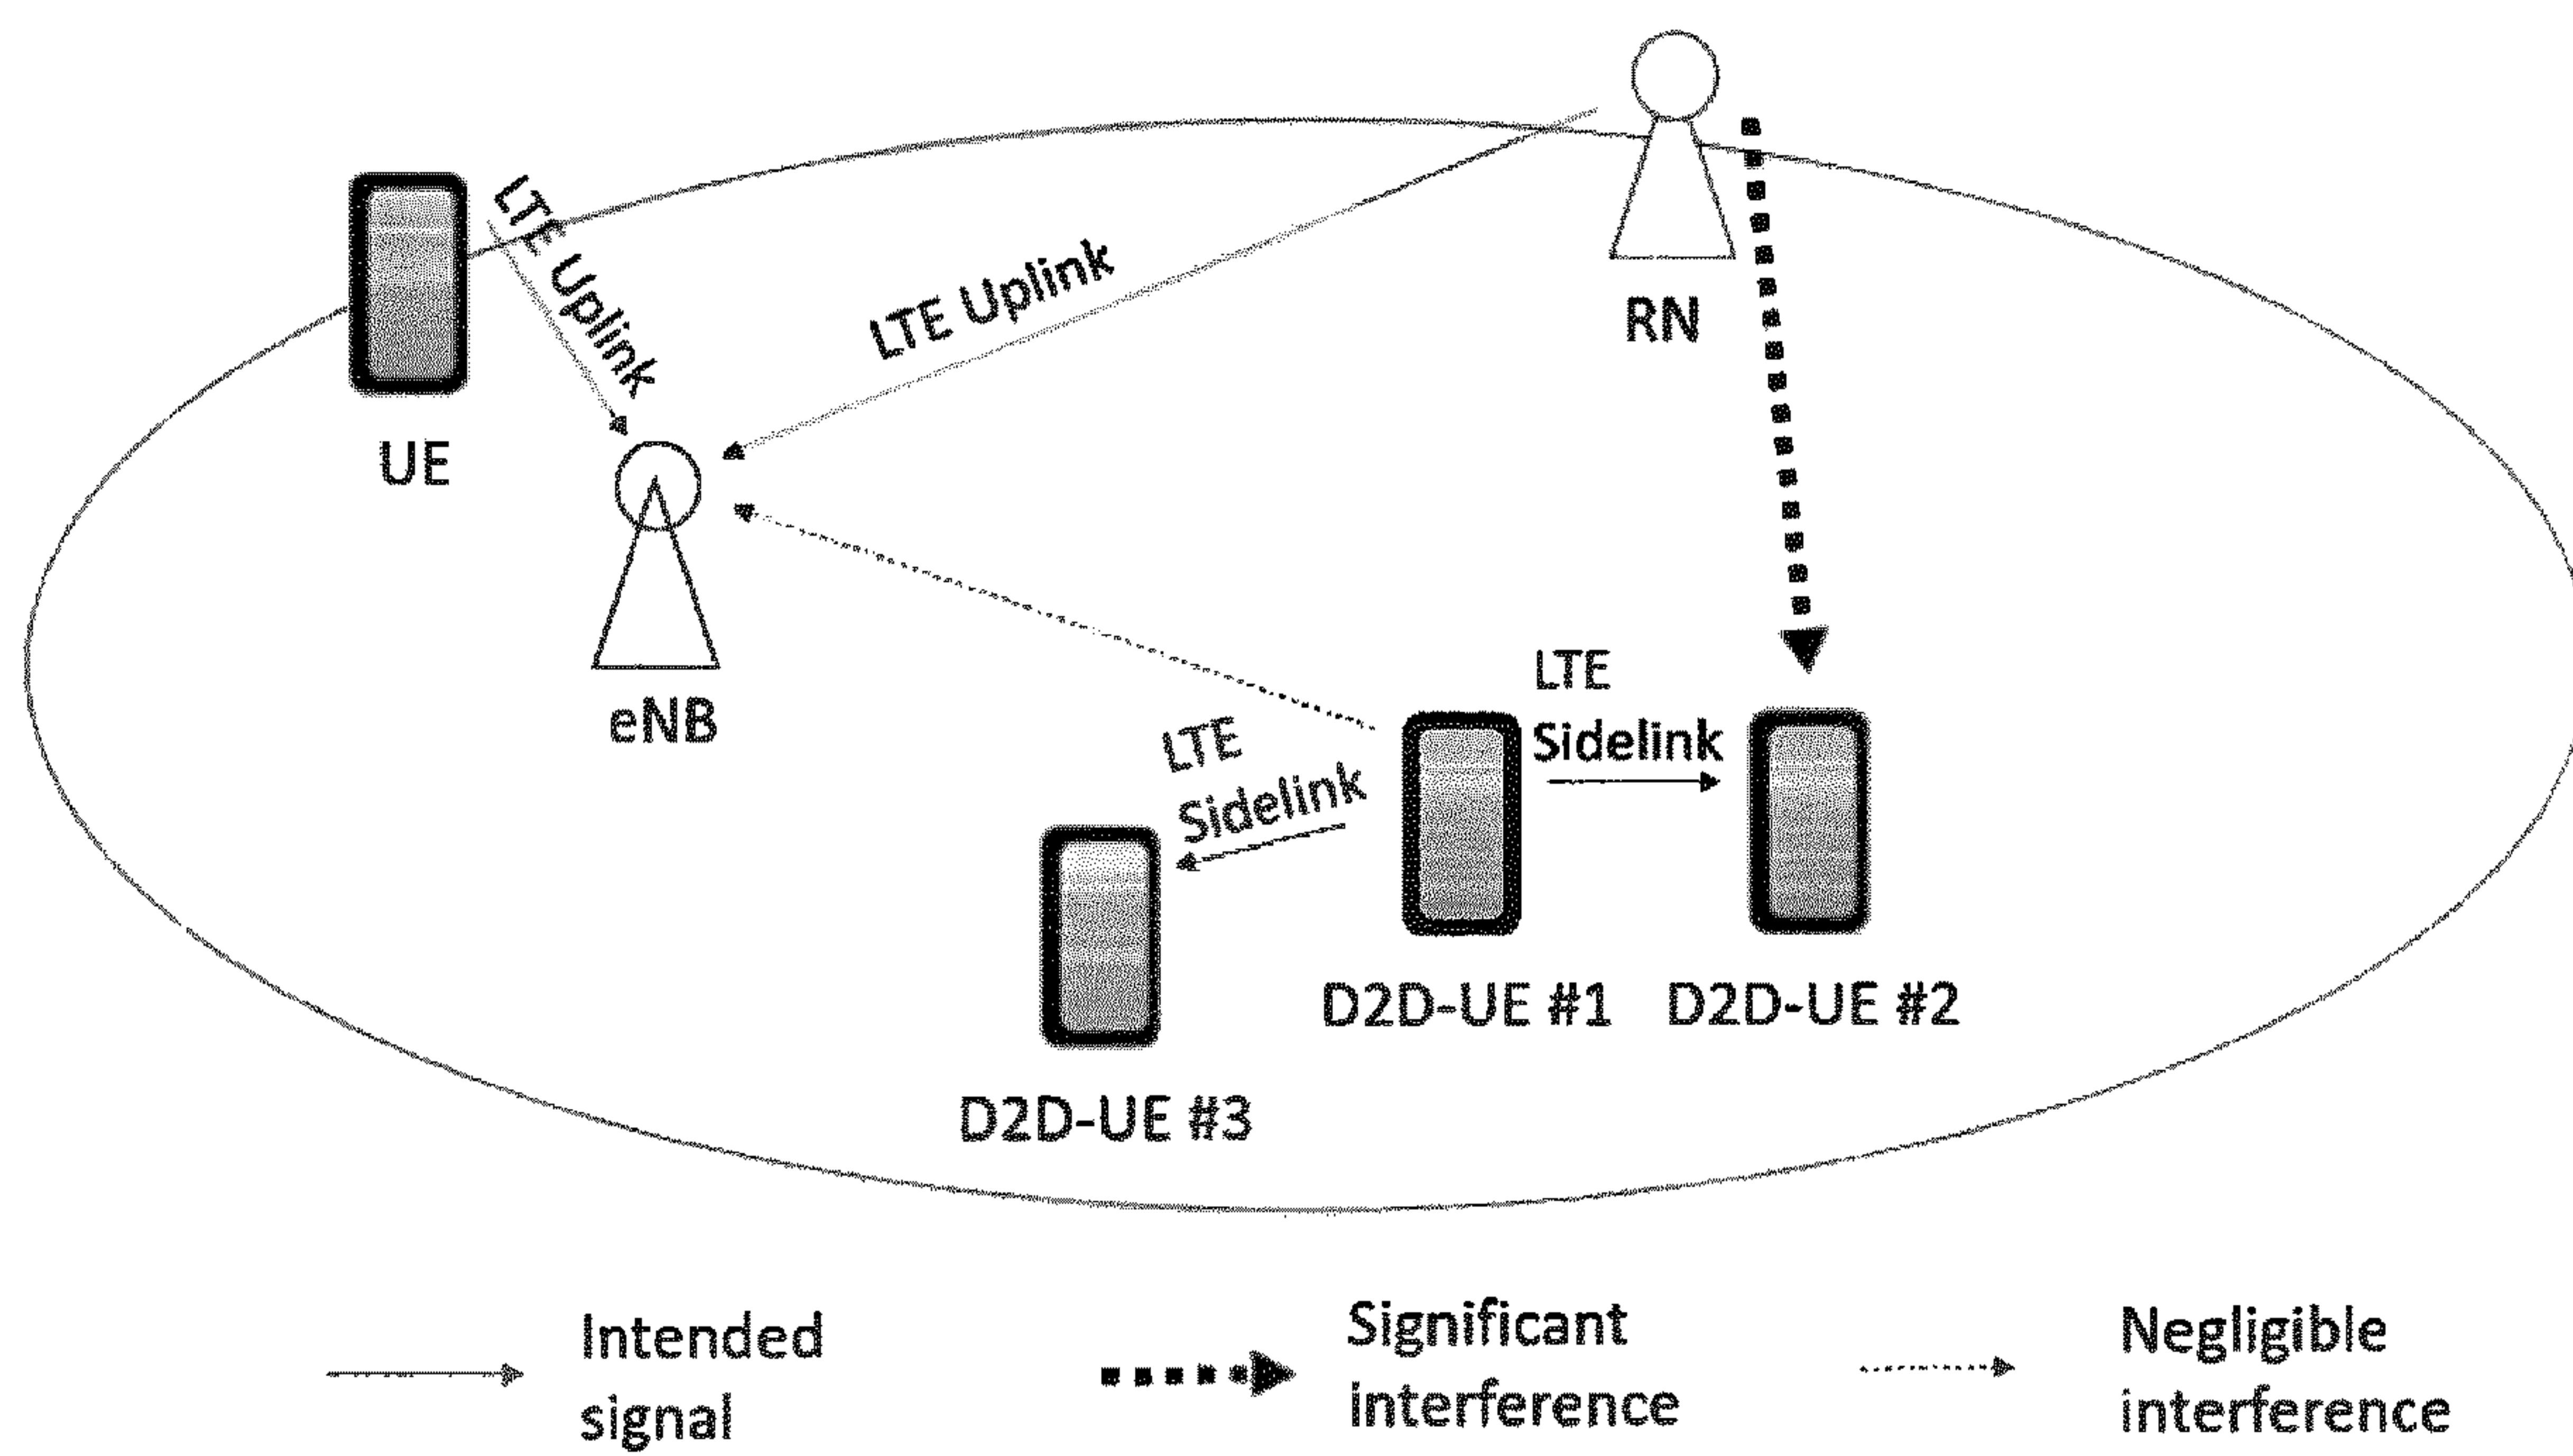 LTE Uplink
LTE Uplink
RN
UE
eNB
LTE
Sidelink
LTE
Sidelink
D2D-UE #1
D2D-UE #2
D2D-UE #3
Intended
signal
Significant
interference
Negligible
interference